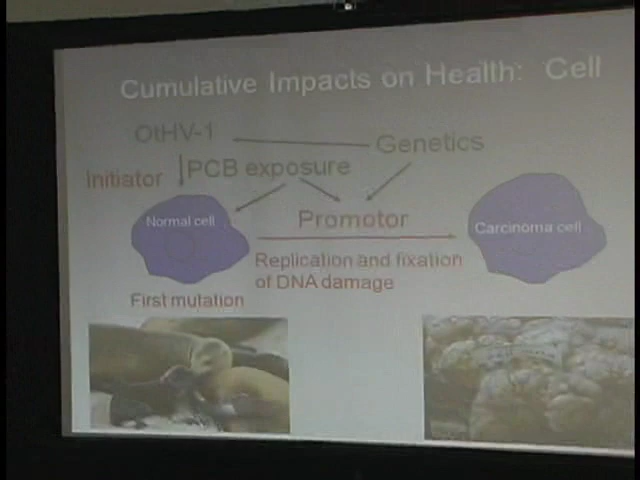 Cumulative Impacts on Health: Cell
OtHV-1
Genetics
PCB exposure
Initiator
Normal cell
Promotor
Carcinoma cell
Replication and fixation
of DNA damage
First mutation